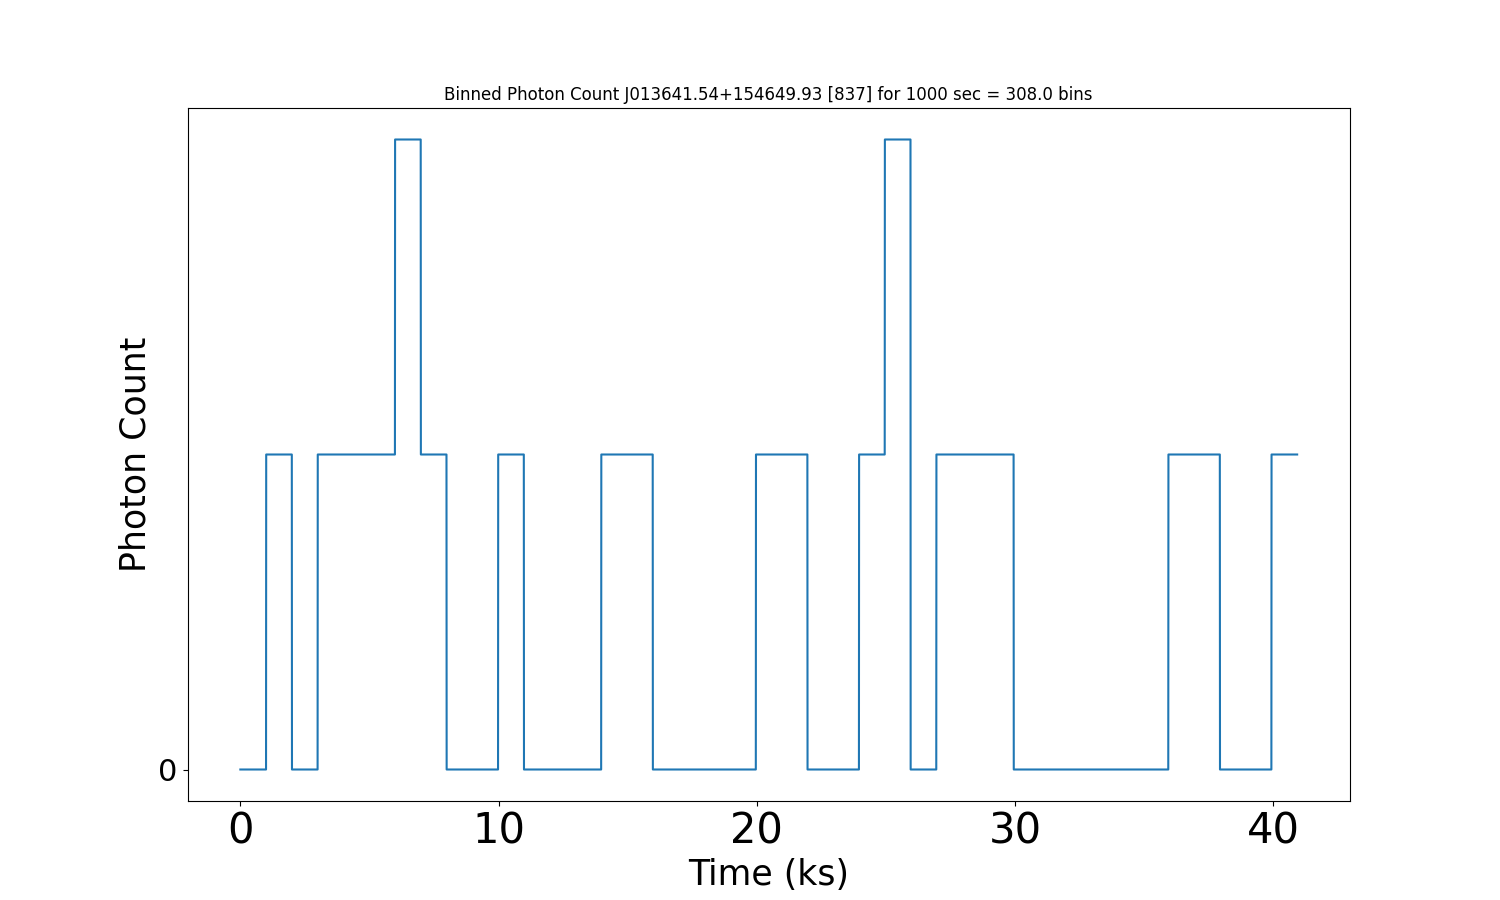 Binned Photon Count J013641.54+154649.93 [837] for 1000 sec = 308.0 bins
Photon Count
0
0 10 20 30 40
Time (ks)